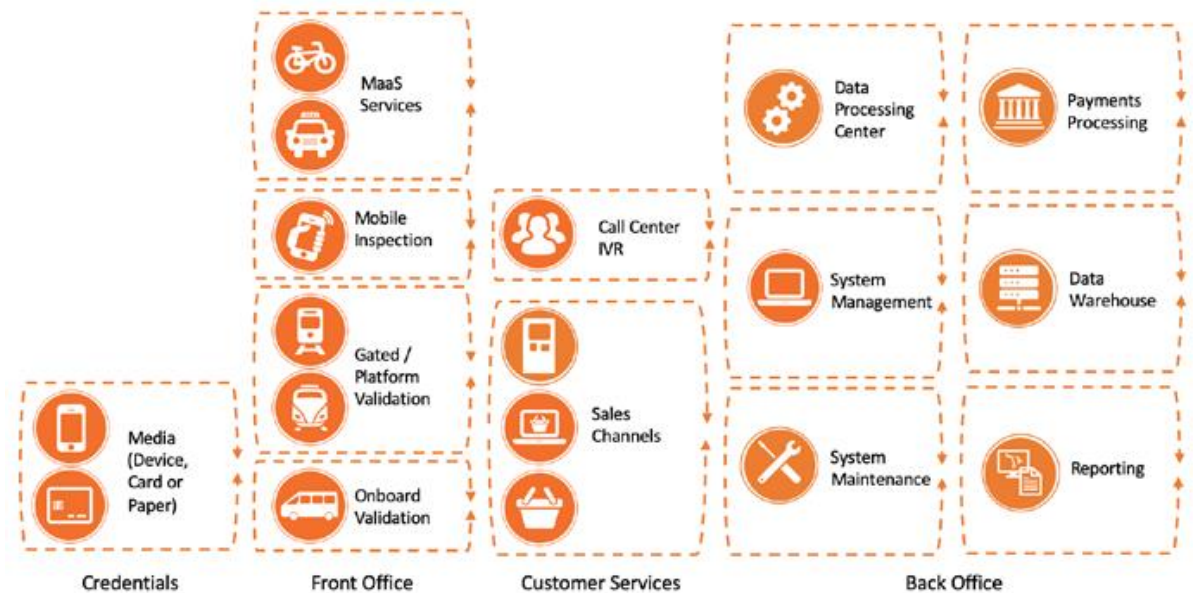 MaaS
Services
Mobile
Inspection
Gated /
Platform
Validation
Onboard
Validation
Media
(Device,
Card or
Paper)
Call Center
IVR
Sales
Channels
Data
Processing
Center
Payments
Processing
System
Management
Data
Warehouse
System
Maintenance
Reporting
Credentials
Front Office
Customer Services
Back Office